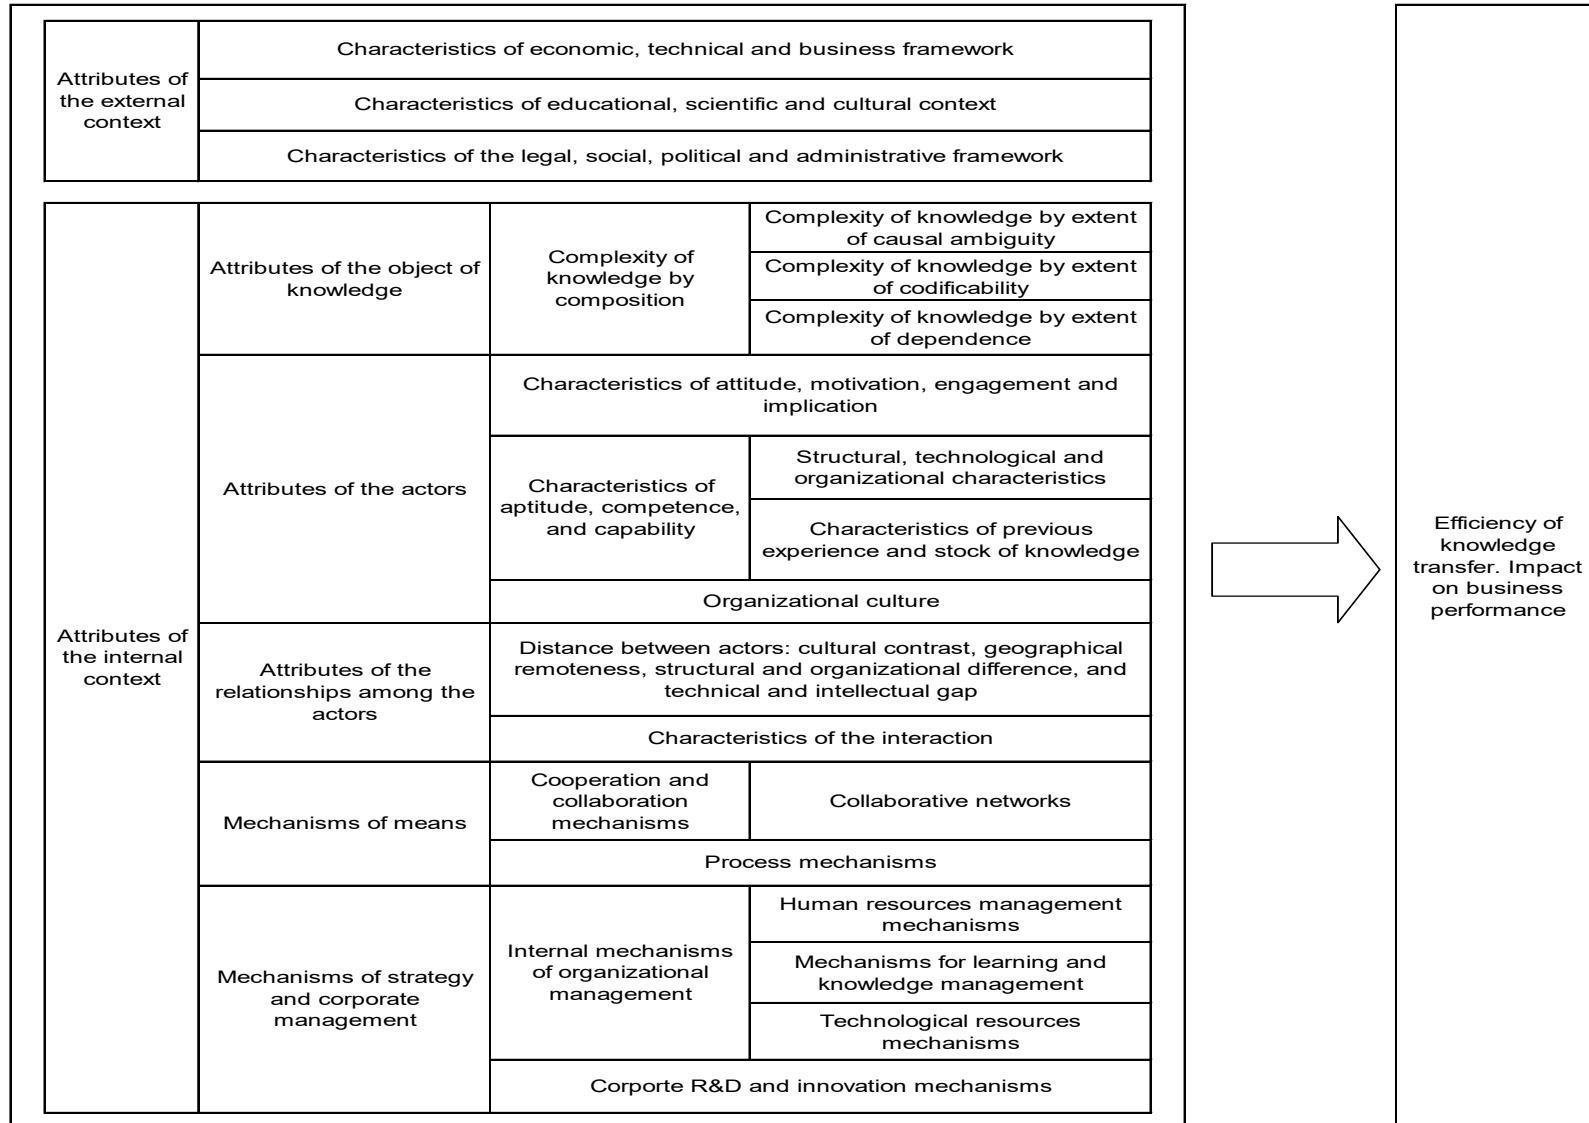 Characteristics of economic, technical and business framework
Attributes of
the external
context
Characteristics of educational, scientific and cultural context
Characteristics of the legal, social, political and administrative framework
Attributes of
the internal
context
Attributes of the object of
knowledge
Complexity of
knowledge by
composition
Complexity of knowledge by extent
of causal ambiguity
Complexity of knowledge by extent
of codificability
Complexity of knowledge by extent
of dependence
Attributes of the actors
Characteristics of attitude, motivation, engagement and
implication
Characteristics of
aptitude, competence,
and capability
Structural, technological and
organizational characteristics
Characteristics of previous
experience and stock of knowledge
Organizational culture
Attributes of the
relationships among the
actors
Distance between actors: cultural contrast, geographical
remoteness, structural and organizational difference, and
technical and intellectual gap
Characteristics of the interaction
Mechanisms of means
Cooperation and
collaboration
mechanisms
Collaborative networks
Process mechanisms
Mechanisms of strategy
and corporate
management
Internal mechanisms
of organizational
management
Human resources management
mechanisms
Mechanisms for learning and
knowledge management
Technological resources
mechanisms
Corporte R&D and innovation mechanisms
Efficiency of
knowledge
transfer. Impact
on business
performance